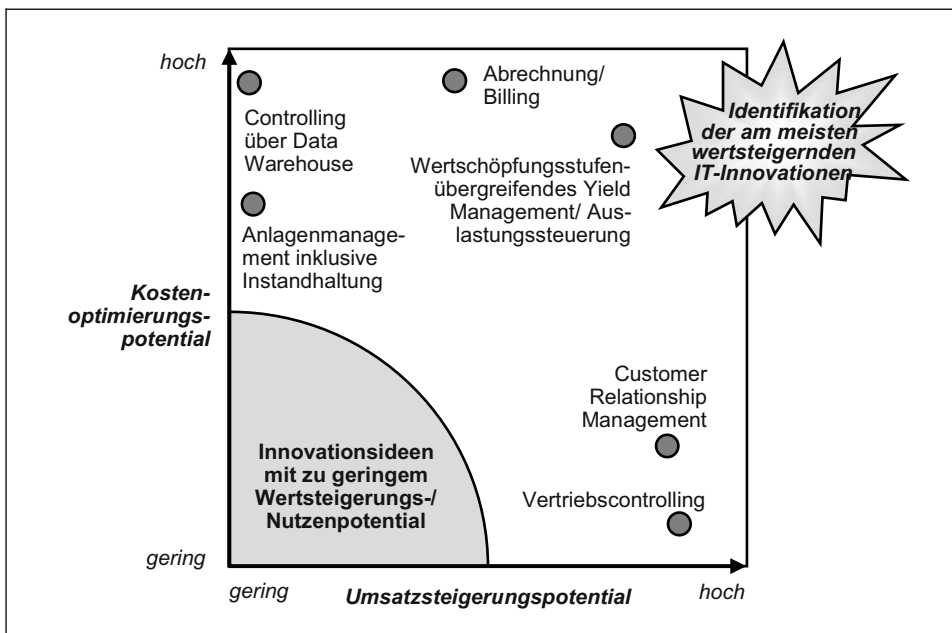 hoch
Controlling
über Data
Warehouse
Abrechnung/
Billing
Identifikation
der am meisten
wertsteigernden
IT-Innovationen
Wertschöpfungsstufen-
übergreifendes Yield
Management/ Aus-
lastungssteuerung
Anlagenmanage-
ment inklusive
Instandhaltung
Kosten-
optimierungs-
potential
Customer
Relationship
Management
Innovationsideen
mit zu geringem
Wertsteigerungs-/
Nutzenpotential
Vertriebscontrolling
gering
gering
Umsatzsteigerungspotential
hoch